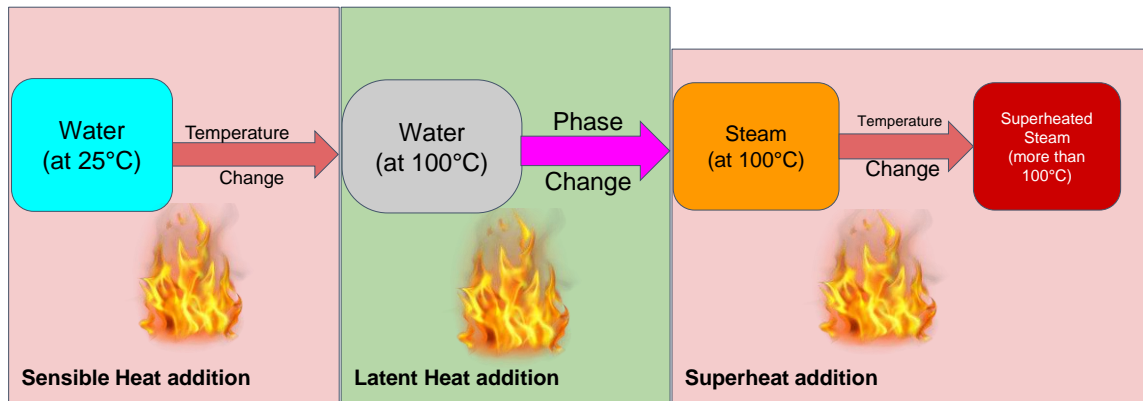 Water
(at 25°C)
Temperature
Change
Sensible Heat addition
Water
(at 100°C)
Phase
Change
Latent Heat addition
Steam
(at 100°C)
Temperature
Change
Superheated
Steam
(more than
100°C)
Superheat addition